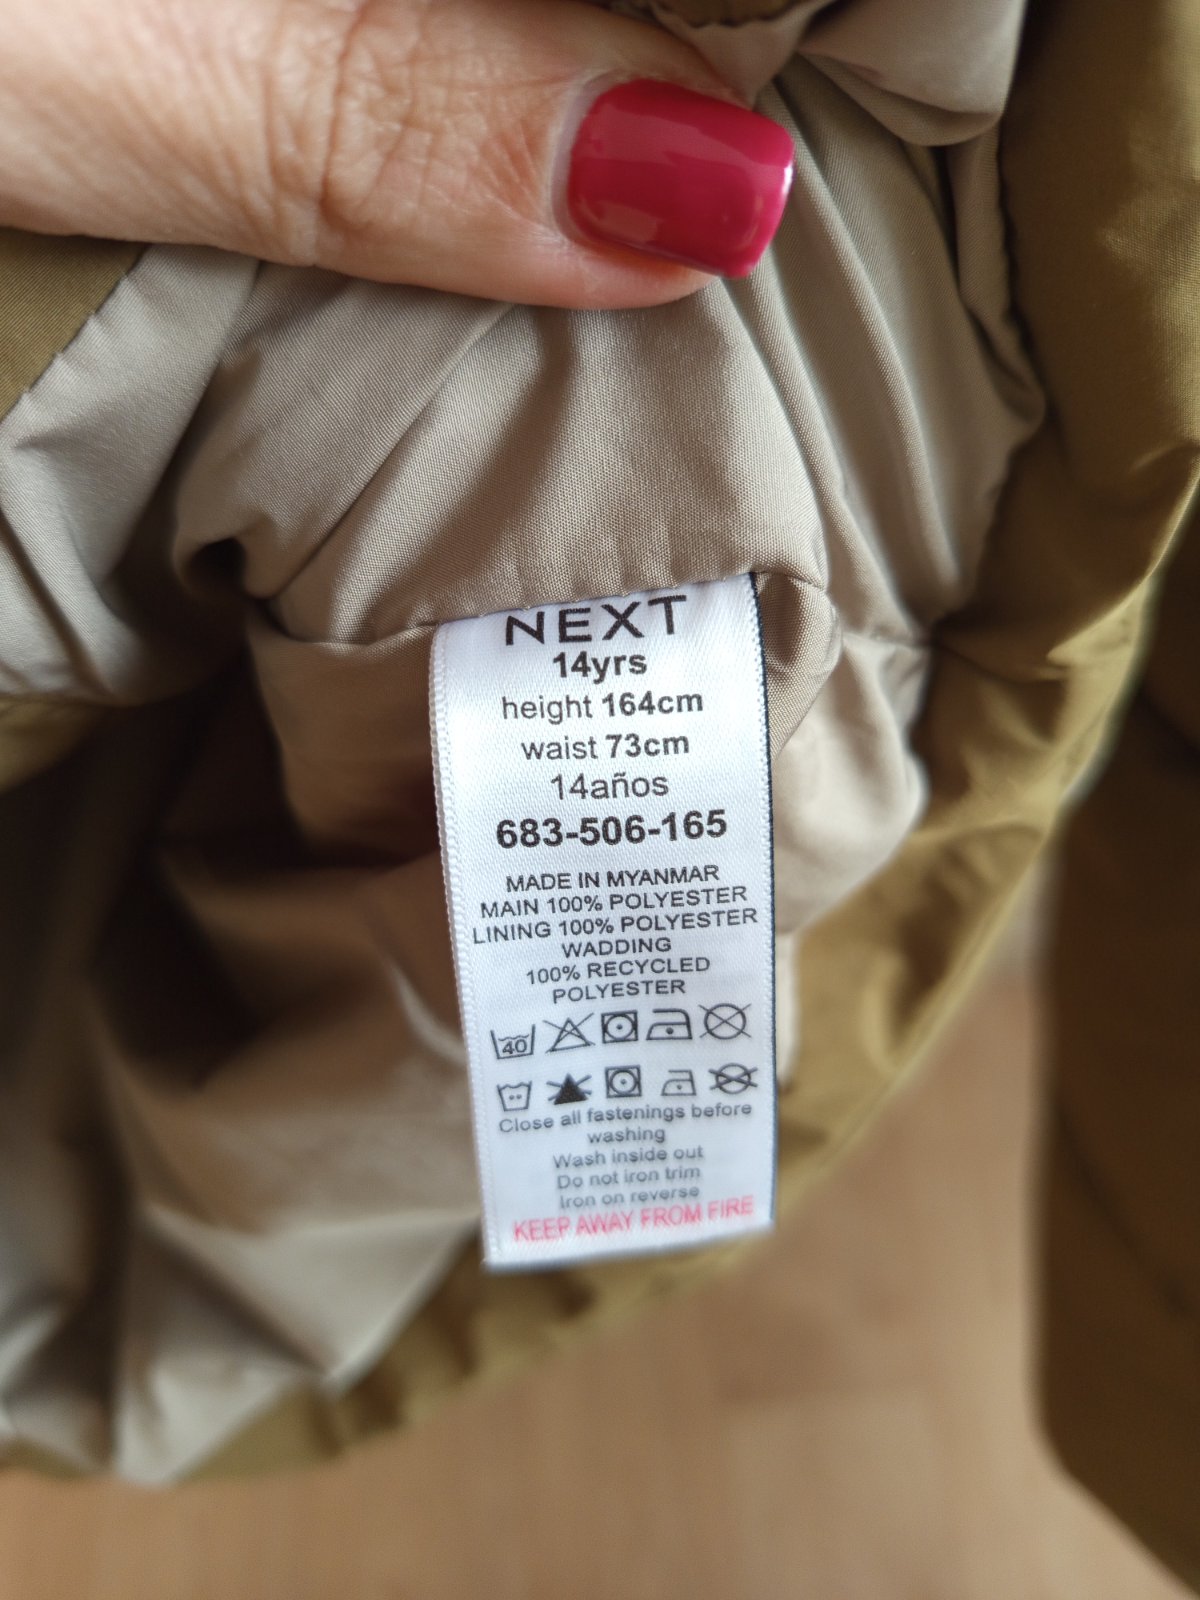 NEXT
14yrs
height 164cm
waist 73cm
14años
683-506-165
MADE IN MYANMAR
MAIN 100% POLYESTER
LINING 100% POLYESTER
WADDING
100% RECYCLED
POLYESTER
40
Close all fastenings before
washing
Wash inside out
Do not iron trim
Iron on reverse
KEEP AWAY FROM FIRE